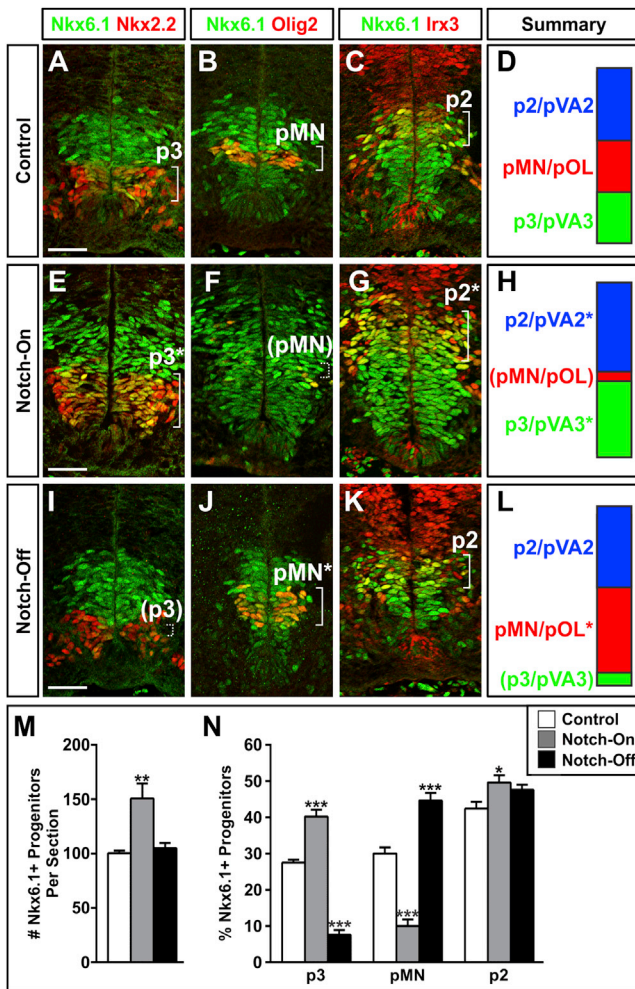 Nkx6.1 Nkx2.2
Nkx6.1 Olig2
Nkx6.1 Irx3
Summary
Control
A
p3
B
pMN
C
p2
D
p2/pVA2
pMN/pOL
p3/pVA3
Notch-On
E
p3*
F
(pMN)
G
p2*
H
p2/pVA2*
(pMN/pOL)
p3/pVA3*
Notch-Off
I
(p3)
J
pMN*
K
p2
L
p2/pVA2
pMN/pOL*
(p3/pVA3)
M
# Nkx6.1+ Progenitors
Per Section
200
150
100
50
0
**
N
Control
Notch-On
Notch-Off
% Nkx6.1+ Progenitors
60
50
40
30
20
10
0
***
***
***
***
*
p3
pMN
p2